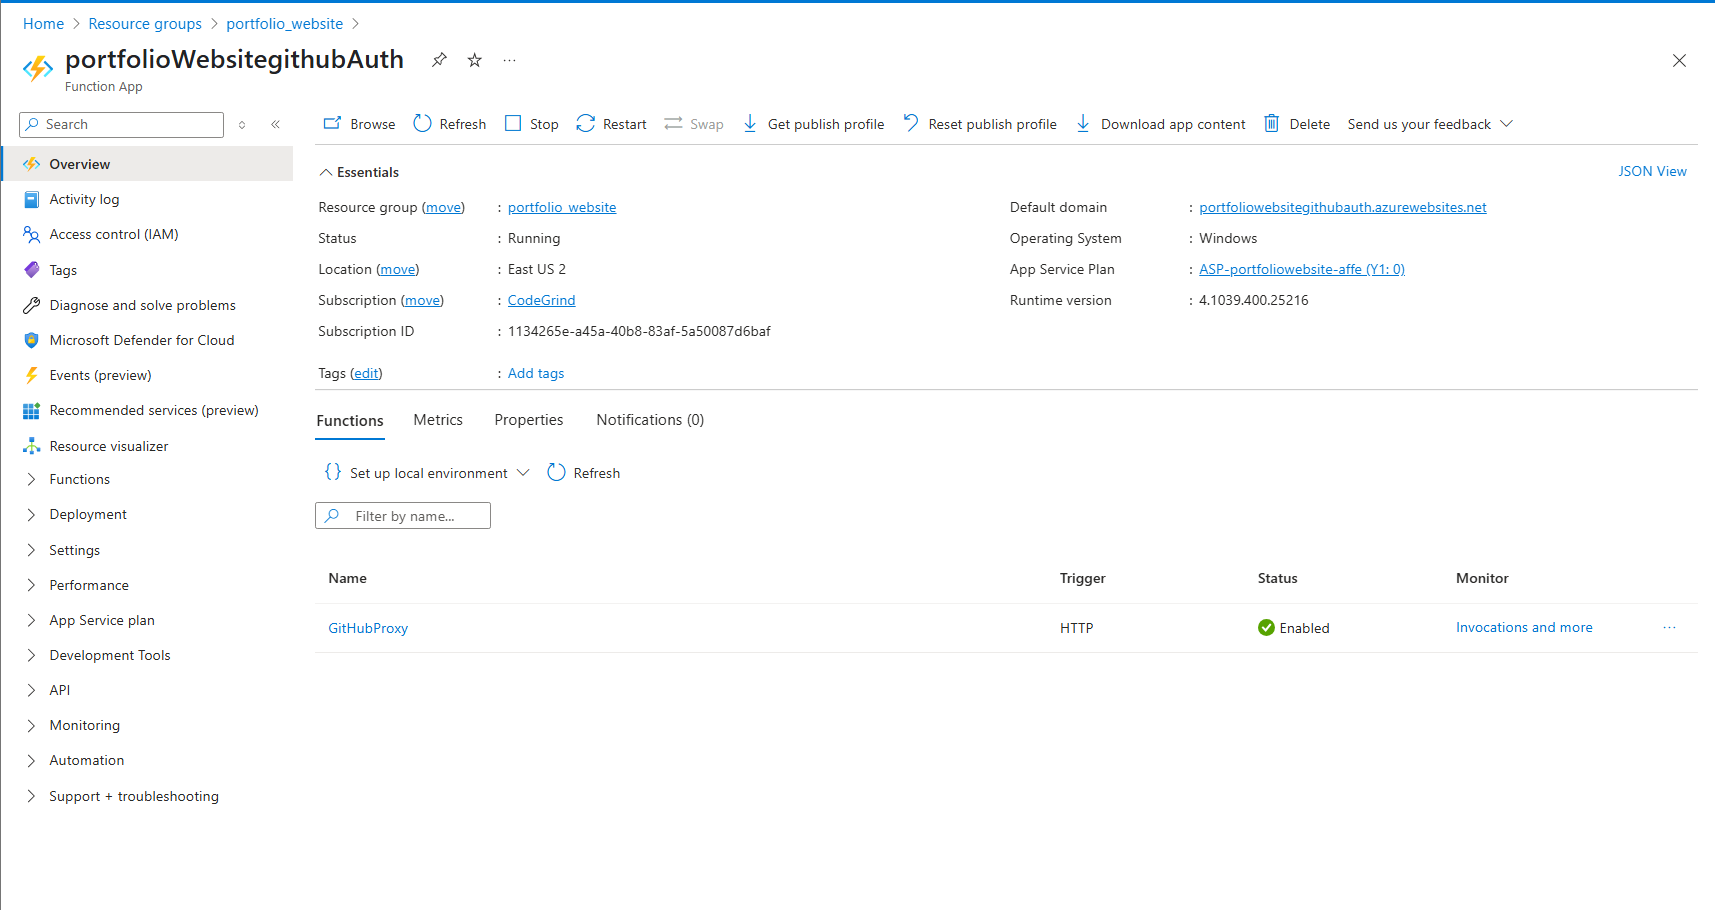 Home > Resource groups > portfolio_website >
portfolioWebsitegithubAuth ...
Function App
Search
Browse Refresh Stop Restart Swap Get publish profile Reset publish profile Download app content Delete Send us your feedback
Overview
Activity log
Access control (IAM)
Tags
Diagnose and solve problems
Microsoft Defender for Cloud
Events (preview)
Recommended services (preview)
Resource visualizer
Functions
Deployment
Settings
Performance
App Service plan
Development Tools
API
Monitoring
Automation
Support + troubleshooting
Essentials
JSON View
Resource group (move) : portfolio_website
Status : Running
Location (move) : East US 2
Subscription (move) : CodeGrind
Subscription ID : 1134265e-a45a-40b8-83af-5a50087d6baf
Default domain : portfoliowebsitegithubauth.azurewebsites.net
Operating System : Windows
App Service Plan : ASP-portfoliowebsite-affe (Y1: 0)
Runtime version : 4.1039.400.25216
Tags (edit) : Add tags
Functions Metrics Properties Notifications (0)
{} Set up local environment Refresh
Filter by name...
Name Trigger Status Monitor
GitHubProxy HTTP Enabled Invocations and more ...